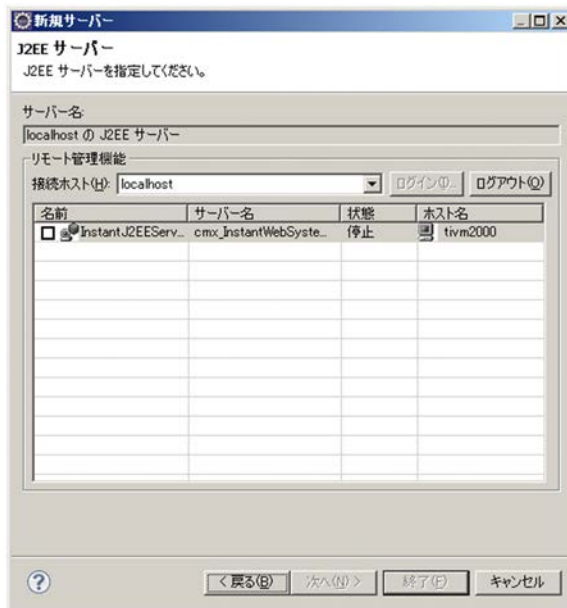 新規サーバー
J2EE サーバー
J2EE サーバーを指定してください。
サーバー名:
localhost の J2EE サーバー
リモート管理機能
接続ホスト(H): localhost ログイン(I)... ログアウト(O)
名前 サーバー名 状態 ホスト名
InstantJ2EEServ... cmx_InstantWebSyste... 停止 tivm2000
< 戻る(B) 次へ(N) > 終了(F) キャンセル